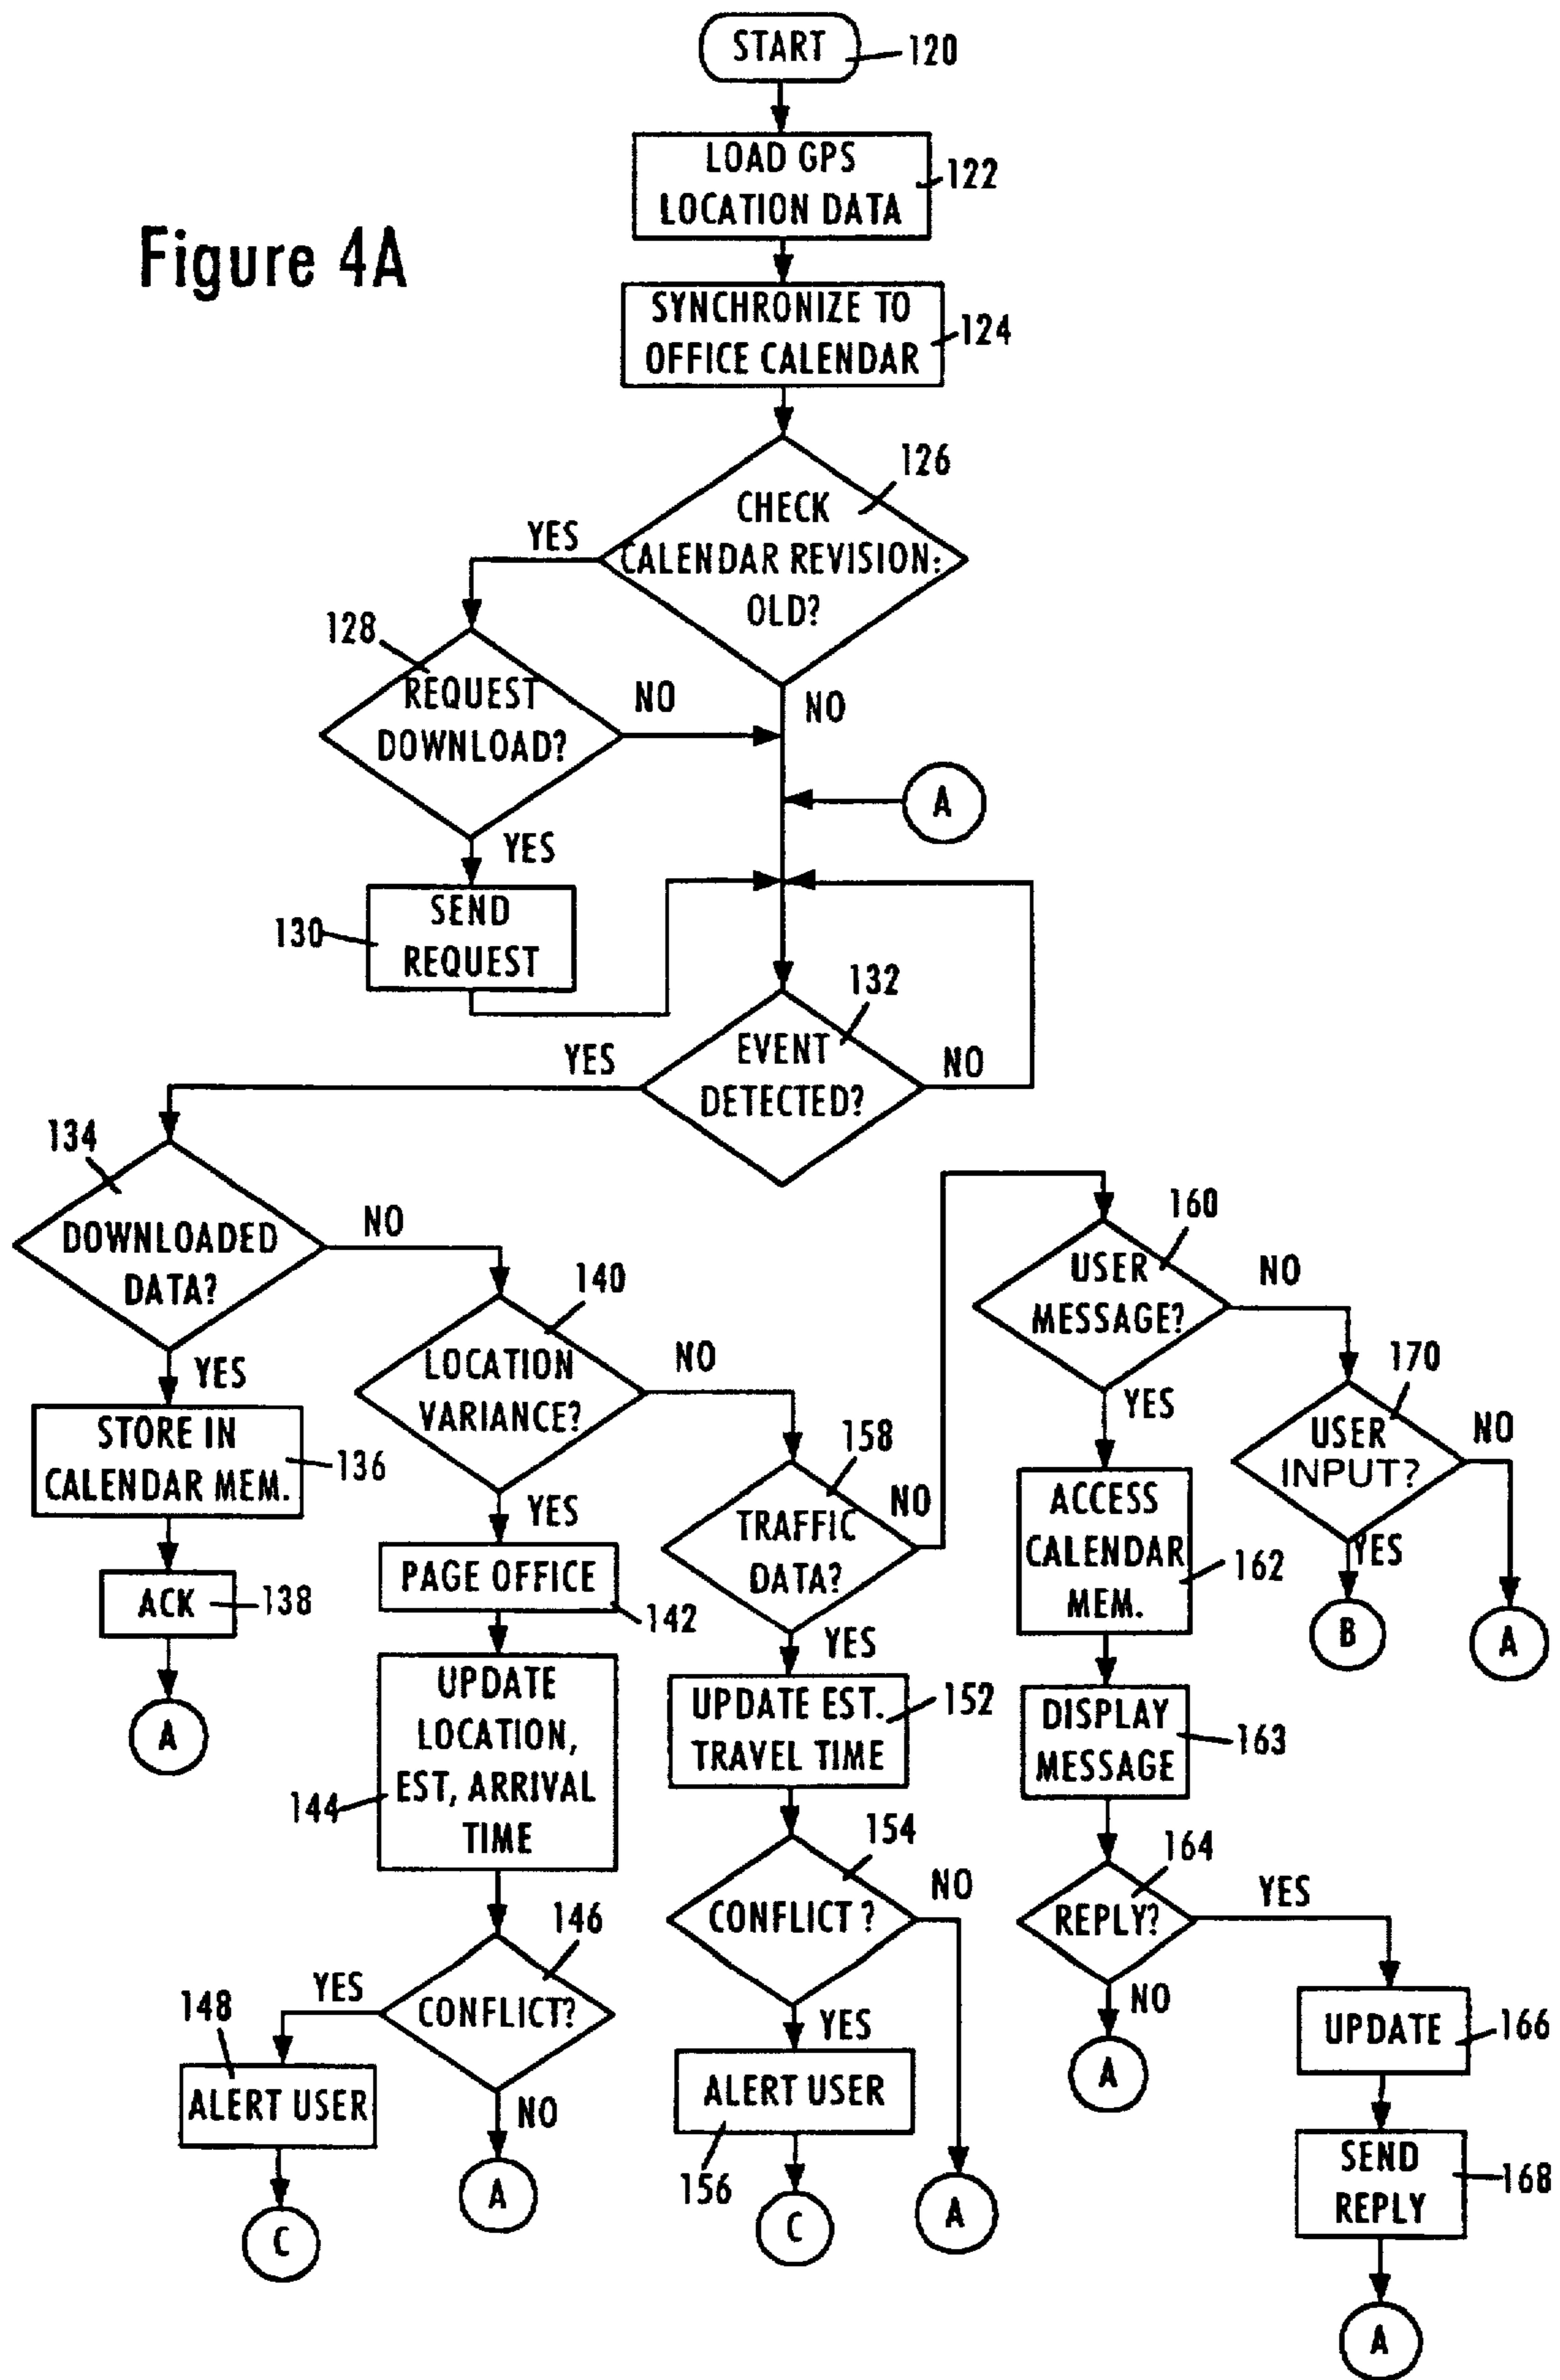 START
120
LOAD GPS
LOCATION DATA
122
Figure 4A
SYNCHRONIZE TO
OFFICE CALENDAR
124
126
CHECK
CALENDAR REVISION:
OLD?
YES
NO
128
REQUEST
DOWNLOAD?
NO
YES
A
SEND
REQUEST
130
132
EVENT
DETECTED?
YES
NO
134
DOWNLOADED
DATA?
NO
YES
STORE IN
CALENDAR MEM.
136
ACK
138
A
140
LOCATION
VARIANCE?
NO
YES
PAGE OFFICE
142
UPDATE
LOCATION,
EST, ARRIVAL
TIME
144
146
CONFLICT?
YES
NO
148
ALERT USER
C
A
158
TRAFFIC
DATA?
NO
YES
UPDATE EST.
TRAVEL TIME
152
154
CONFLICT ?
NO
YES
ALERT USER
156
C
A
160
USER
MESSAGE?
NO
YES
ACCESS
CALENDAR
MEM.
162
DISPLAY
MESSAGE
163
164
REPLY?
YES
NO
A
UPDATE
166
SEND
REPLY
168
A
170
USER
INPUT?
NO
YES
B
A